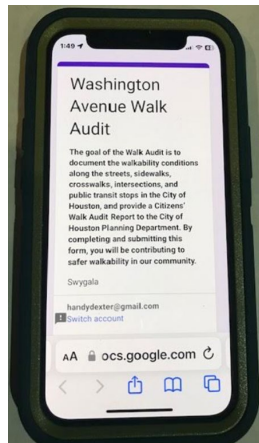 1:49
Washington
Avenue Walk
Audit
The goal of the Walk Audit is to
document the walkability conditions
along the streets, sidewalks,
crosswalks, intersections, and
public transit stops in the City of
Houston, and provide a Citizens'
Walk Audit Report to the City of
Houston Planning Department. By
completing and submitting this
form, you will be contributing to
safer walkability in our community.
Swygala
handydexter@gmail.com
Switch account
AA ocs.google.com